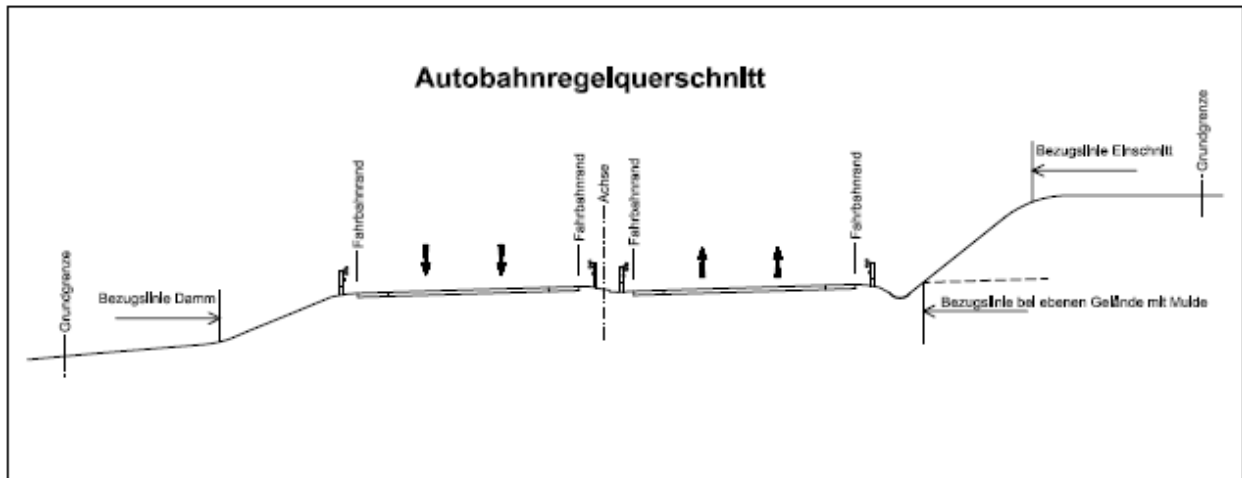 Autobahnregelquerschnitt
Grundgrenze
Bezugslinie Damm
Fahrbahnrand
Fahrbahnrand
Achse
Fahrbahnrand
Fahrbahnrand
Bezugslinie Einschnitt
Grundgrenze
Bezugslinie bei ebenen Gelände mit Mulde